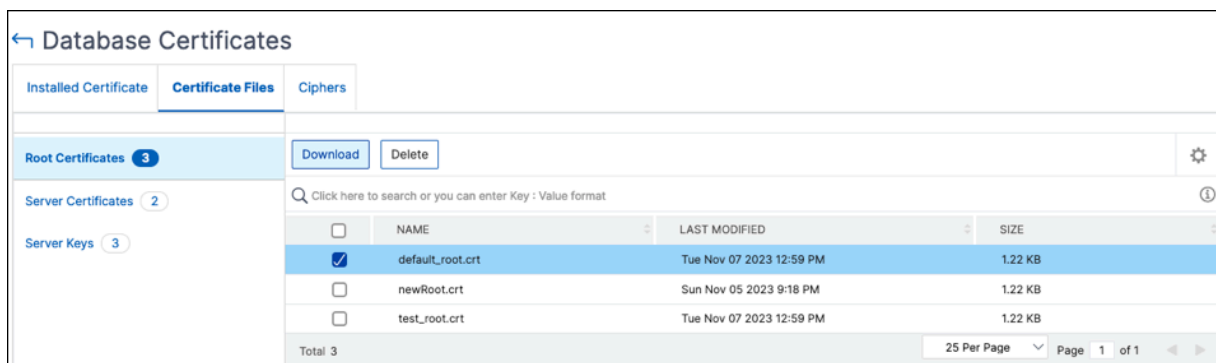 Database Certificates
Installed Certificate Certificate Files Ciphers
Root Certificates 3
Server Certificates 2
Server Keys 3
Download Delete
Click here to search or you can enter Key : Value format
NAME LAST MODIFIED SIZE
default_root.crt Tue Nov 07 2023 12:59 PM 1.22 KB
newRoot.crt Sun Nov 05 2023 9:18 PM 1.22 KB
test_root.crt Tue Nov 07 2023 12:59 PM 1.22 KB
Total 3 25 Per Page Page 1 of 1